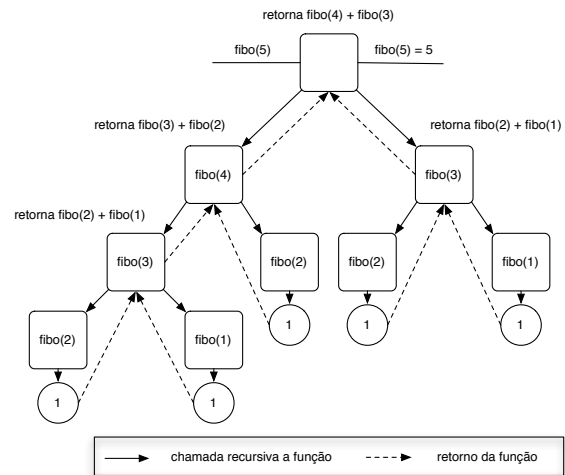 retorna fibo(4) + fibo(3)
fibo(5)
fibo(5) = 5
retorna fibo(3) + fibo(2)
retorna fibo(2) + fibo(1)
fibo(4)
fibo(3)
retorna fibo(2) + fibo(1)
fibo(3)
fibo(2)
fibo(2)
fibo(1)
1
1
1
fibo(2)
fibo(1)
1
1
chamada recursiva a função
retorno da função